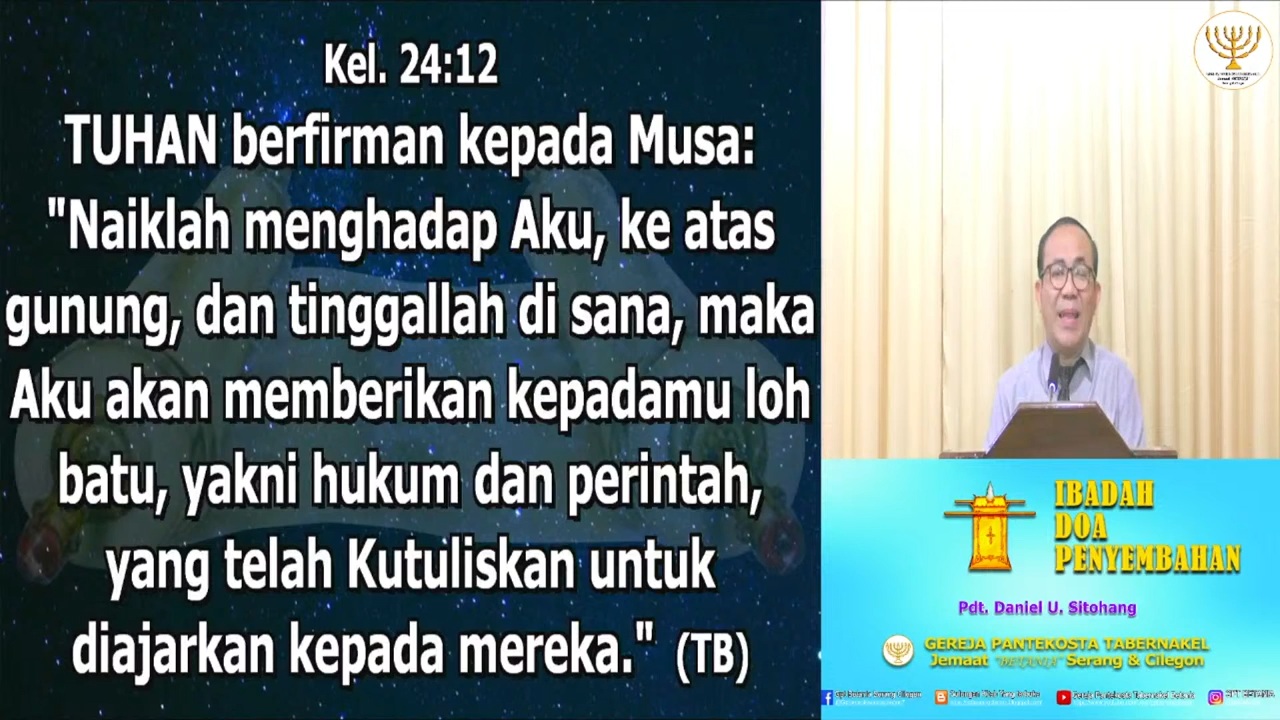 Kel. 24:12
TUHAN berfirman kepada Musa:
"Naiklah menghadap Aku, ke atas
gunung, dan tinggallah di sana, maka
Aku akan memberikan kepadamu loh
batu, yakni hukum dan perintah,
yang telah Kutuliskan untuk
diajarkan kepada mereka." (TB)
IBADAH
DOA
PENYEMBAHAN
Pdt. Daniel U. Sitohang
GEREJA PANTEKOSTA TABERNAKEL
Jemaat "BETANIA" Serang & Cilegon